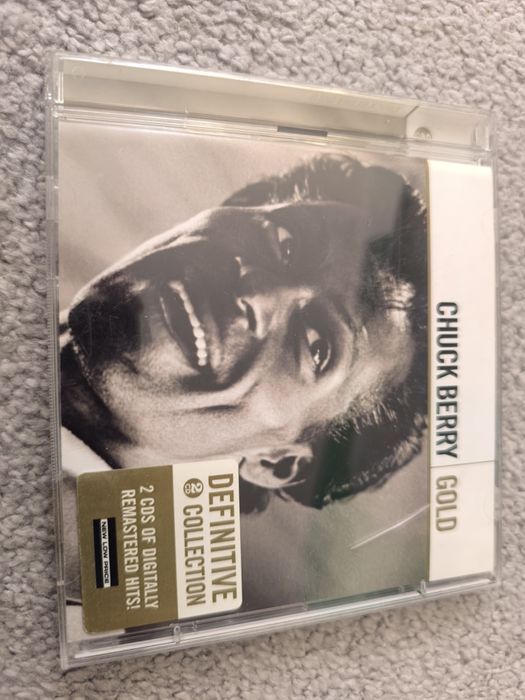 CHUCK BERRY GOLD
DEFINITIVE
2CD COLLECTION
2 CDS OF DIGITALLY
REMASTERED HITS!
NEW LOW PRICE